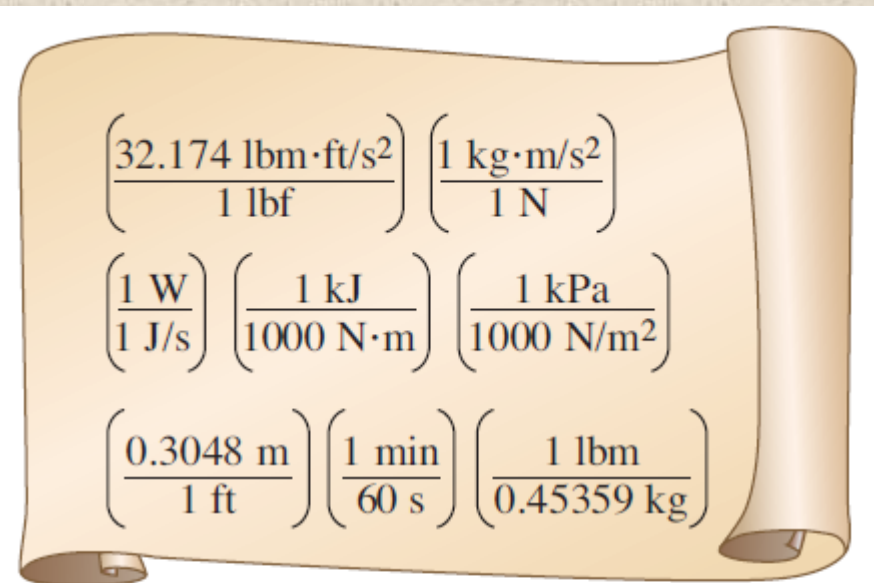 (32.174 lbm·ft/s² / 1 lbf) (1 kg·m/s² / 1 N)
(1 W / 1 J/s) (1 kJ / 1000 N·m) (1 kPa / 1000 N/m²)
(0.3048 m / 1 ft) (1 min / 60 s) (1 lbm / 0.45359 kg)